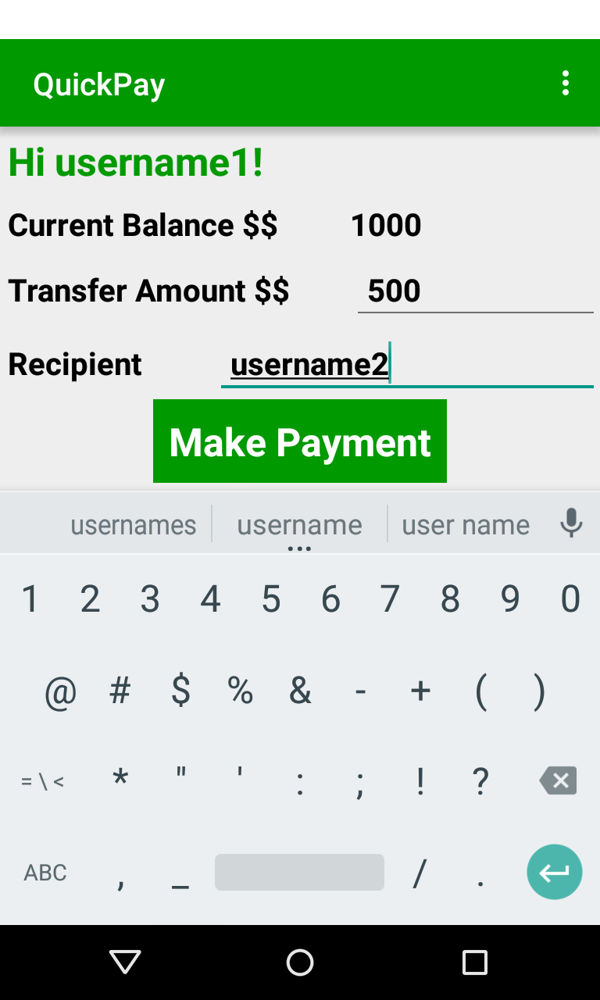 QuickPay
Hi username1!
Current Balance $$ 1000
Transfer Amount $$ 500
Recipient username2
Make Payment
usernames username user name
1 2 3 4 5 6 7 8 9 0
@ # $ % & - + ( )
= \ < * " ' : ; ! ?
ABC , _ / .